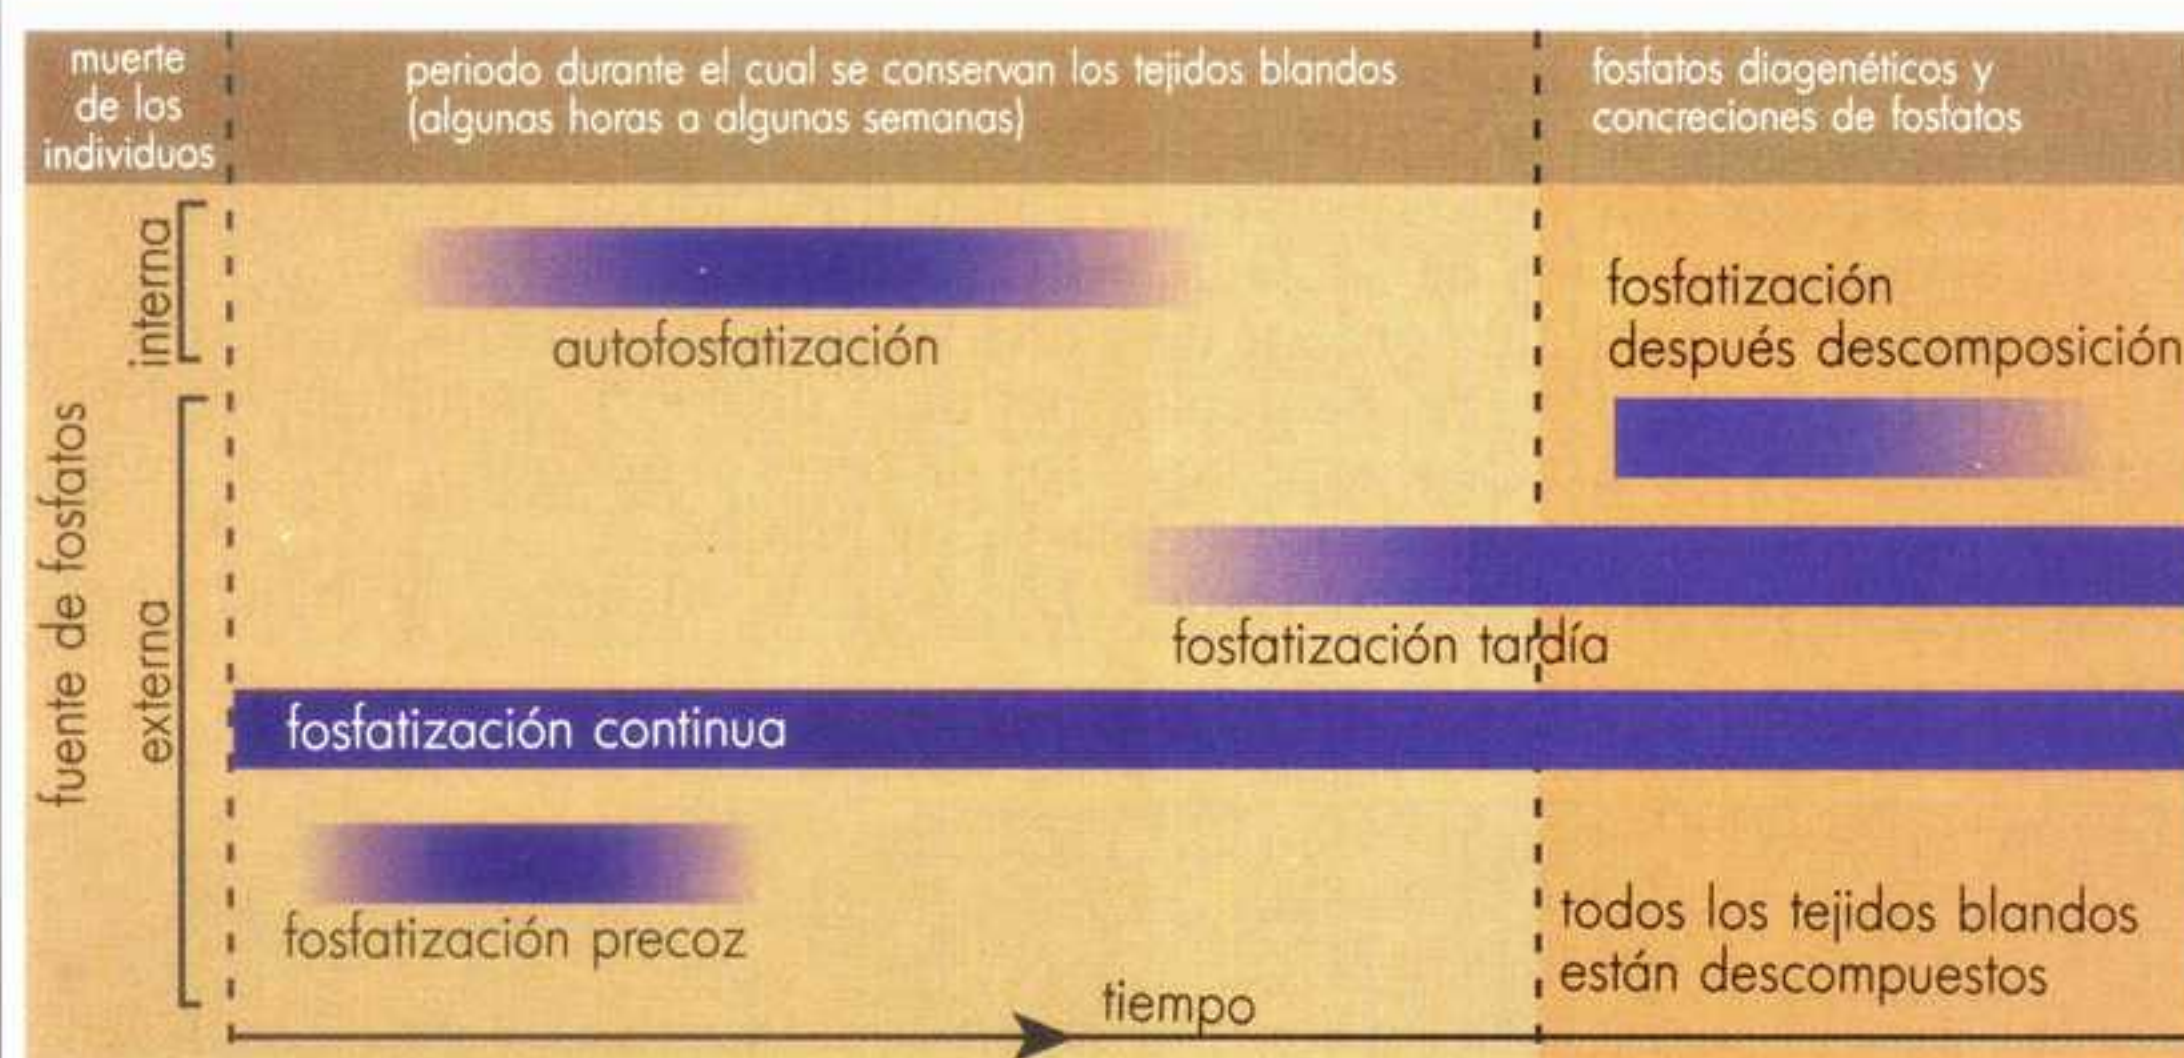 muerte
de los
individuos
periodo durante el cual se conservan los tejidos blandos
(algunas horas a algunas semanas)
fosfatos diagenéticos y
concreciones de fosfatos
fuente de fosfatos
interna
autofosfatización
fosfatización
después descomposición
externa
fosfatización tardía
fosfatización continua
fosfatización precoz
todos los tejidos blandos
están descompuestos
tiempo